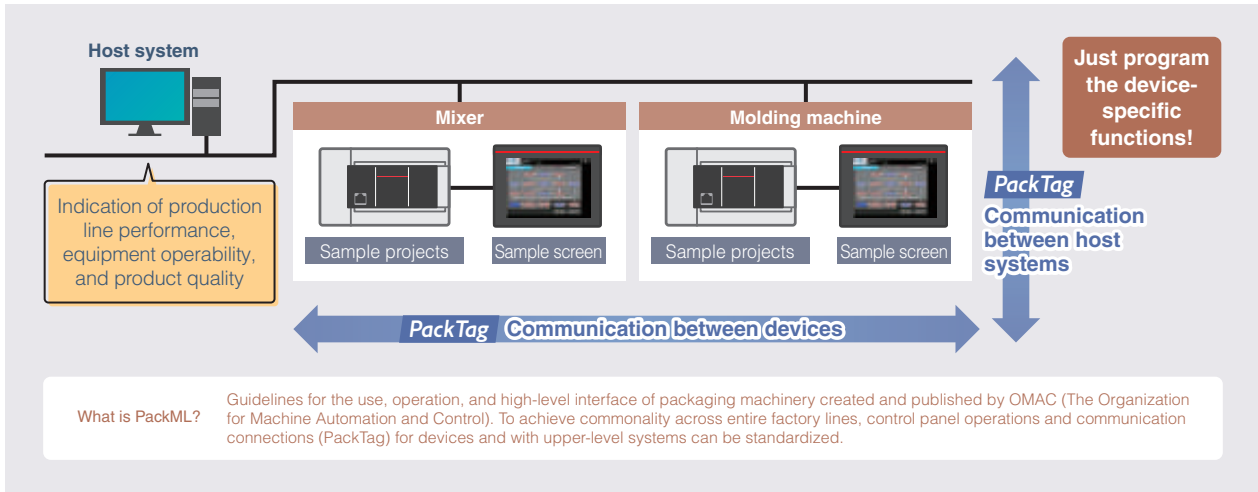 Host system
Just program
the device-
specific
functions!
Mixer
Molding machine
Indication of production
line performance,
equipment operability,
and product quality
Sample projects
Sample screen
Sample projects
Sample screen
PackTag
Communication
between host
systems
PackTag Communication between devices
What is PackML?
Guidelines for the use, operation, and high-level interface of packaging machinery created and published by OMAC (The Organization
for Machine Automation and Control). To achieve commonality across entire factory lines, control panel operations and communication
connections (PackTag) for devices and with upper-level systems can be standardized.